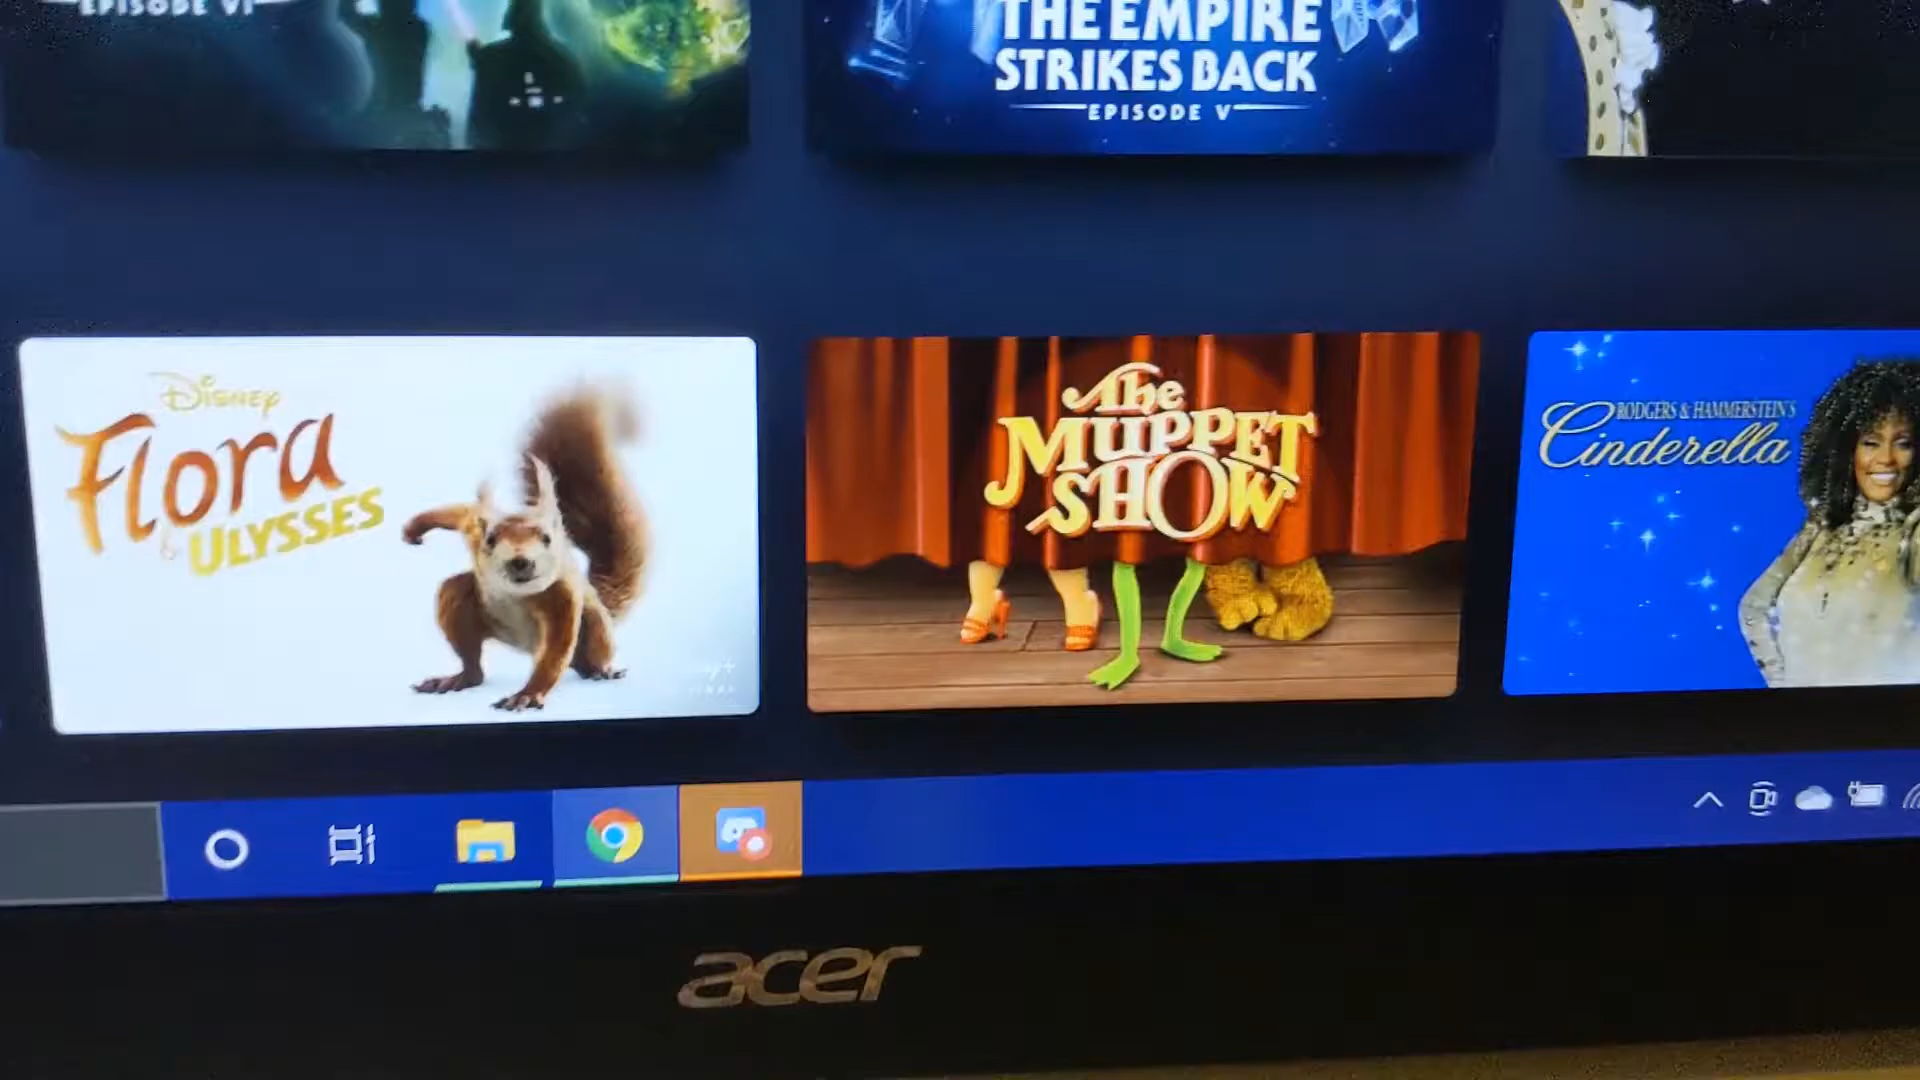 EPISODE VI
THE EMPIRE
STRIKES BACK
EPISODE V
DISNEY
Flora
& ULYSSES
The
MUPPET
SHOW
RODGERS & HAMMERSTEIN'S
Cinderella
acer